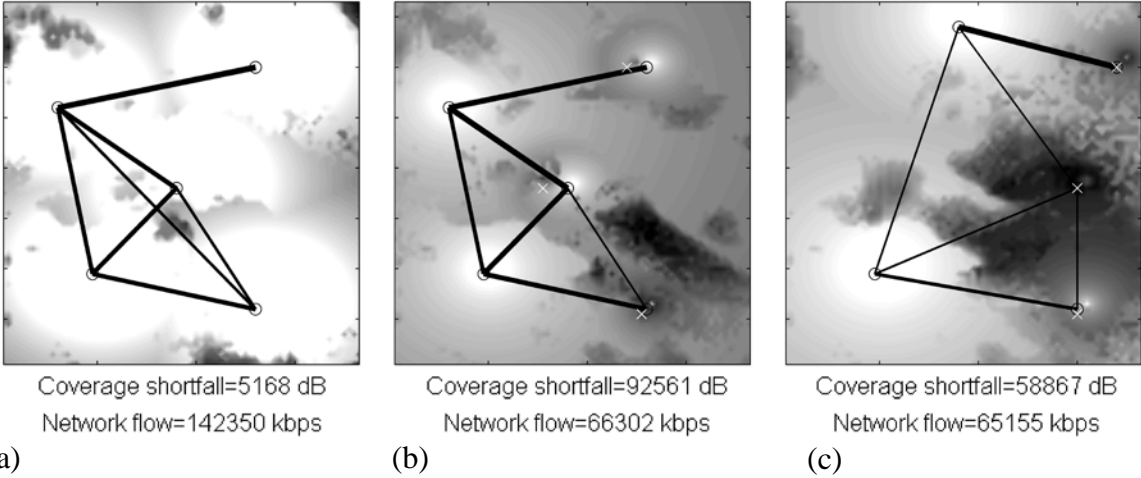 Coverage shortfall=5168 dB
Network flow=142350 kbps
Coverage shortfall=92561 dB
Network flow=66302 kbps
Coverage shortfall=58867 dB
Network flow=65155 kbps
a)
(b)
(c)